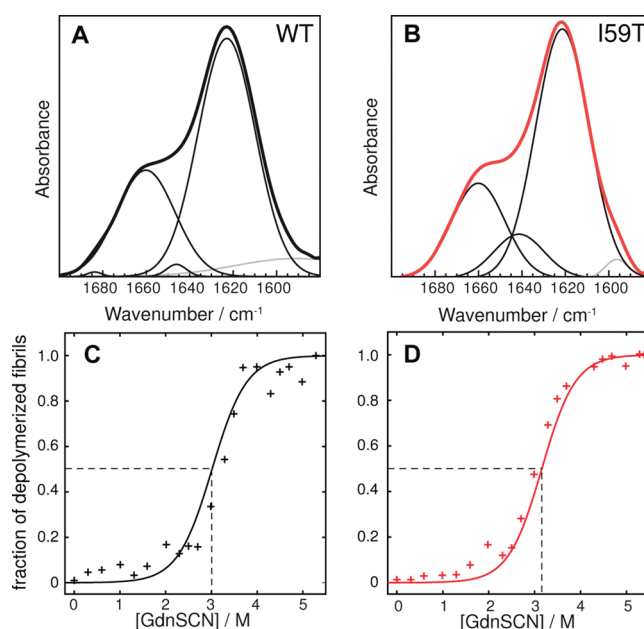 A WT
B I59T
Absorbance
Absorbance
1680 1660 1640 1620 1600
1680 1660 1640 1620 1600
Wavenumber / cm⁻¹
Wavenumber / cm⁻¹
C
D
fraction of depolymerized fibrils
1.0
0.8
0.6
0.4
0.2
0
1.0
0.8
0.6
0.4
0.2
0
0 1 2 3 4 5
0 1 2 3 4 5
[GdnSCN] / M
[GdnSCN] / M